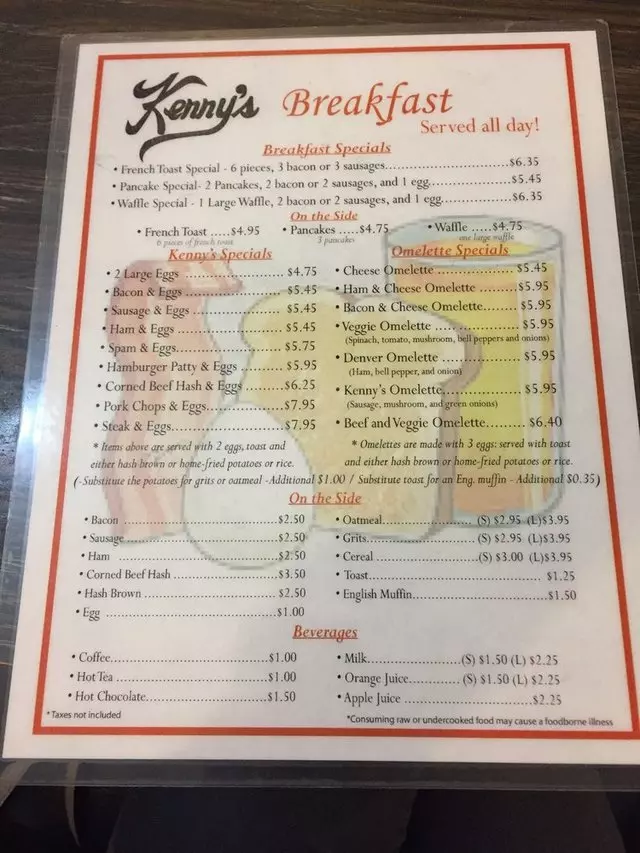 Kenny's Breakfast
Served all day!
Breakfast Specials
• French Toast Special - 6 pieces, 3 bacon or 3 sausages..............................$6.35
• Pancake Special- 2 Pancakes, 2 bacon or 2 sausages, and 1 egg....................$5.45
• Waffle Special - 1 Large Waffle, 2 bacon or 2 sausages, and 1 egg.................$6.35
On the Side
• French Toast .....$4.95 • Pancakes .....$4.75 • Waffle .....$4.75
6 pieces of french toast 3 pancakes one large waffle
Kenny's Specials
• 2 Large Eggs ...................... $4.75
• Bacon & Eggs .................... $5.45
• Sausage & Eggs ................. $5.45
• Ham & Eggs ...................... $5.45
• Spam & Eggs..................... $5.75
• Hamburger Patty & Eggs .......... $5.95
• Corned Beef Hash & Eggs ..........$6.25
• Pork Chops & Eggs....................$7.95
• Steak & Eggs.............................$7.95
* Items above are served with 2 eggs, toast and
either hash brown or home-fried potatoes or rice.
Omelette Specials
• Cheese Omelette .................... $5.45
• Ham & Cheese Omelette..........$5.95
• Bacon & Cheese Omelette........ $5.95
• Veggie Omelette ......................$5.95
(Spinach, tomato, mushroom, bell peppers and onions)
• Denver Omelette ......................$5.95
(Ham, bell pepper, and onion)
• Kenny's Omelette......................$5.95
(Sausage, mushroom, and green onions)
• Beef and Veggie Omelette......... $6.40
* Omelettes are made with 3 eggs: served with toast
and either hash brown or home-fried potatoes or rice.
(-Substitute the potatoes for grits or oatmeal -Additional $1.00 / Substitute toast for an Eng. muffin - Additional $0.35)
On the Side
• Bacon ........................................$2.50
• Sausage......................................$2.50
• Ham ..........................................$2.50
• Corned Beef Hash ..........................$3.50
• Hash Brown .................................$2.50
• Egg ...........................................$1.00
• Oatmeal........................ (S) $2.95 (L)$3.95
• Grits............................ (S) $2.95 (L)$3.95
• Cereal ...........................(S) $3.00 (L)$3.95
• Toast........................................... $1.25
• English Muffin.................................$1.50
Beverages
• Coffee........................................$1.00
• Hot Tea ......................................$1.00
• Hot Chocolate...............................$1.50
• Milk.........................(S) $1.50 (L) $2.25
• Orange Juice.............. (S) $1.50 (L) $2.25
• Apple Juice ...................................$2.25
*Taxes not included
*Consuming raw or undercooked food may cause a foodborne illness